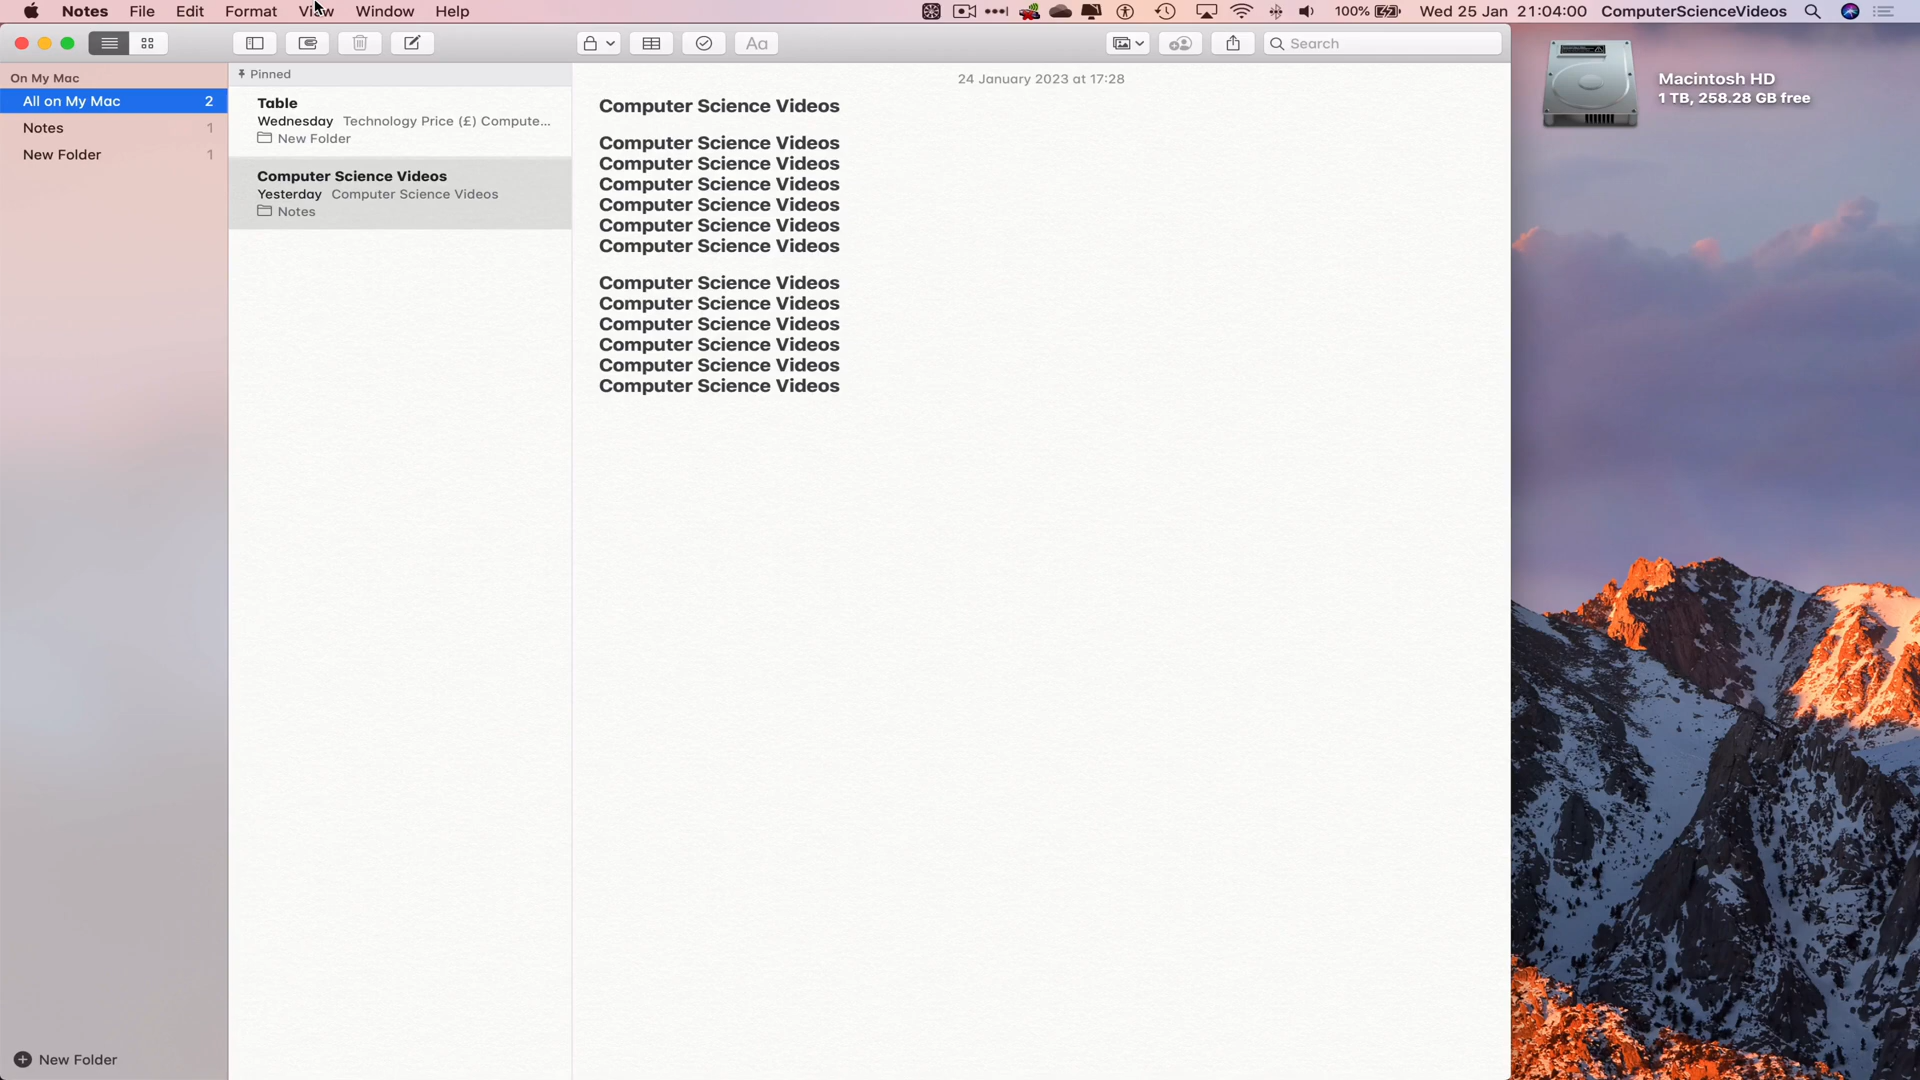 Notes File Edit Format View Window Help 100% Wed 25 Jan 21:04:00 ComputerScienceVideos
Aa Search
On My Mac
All on My Mac 2
Notes 1
New Folder 1
New Folder
Pinned
Table
Wednesday Technology Price (£) Compute...
New Folder
Computer Science Videos
Yesterday Computer Science Videos
Notes
24 January 2023 at 17:28
Computer Science Videos
Computer Science Videos
Computer Science Videos
Computer Science Videos
Computer Science Videos
Computer Science Videos
Computer Science Videos
Computer Science Videos
Computer Science Videos
Computer Science Videos
Computer Science Videos
Computer Science Videos
Computer Science Videos
Macintosh HD
1 TB, 258.28 GB free